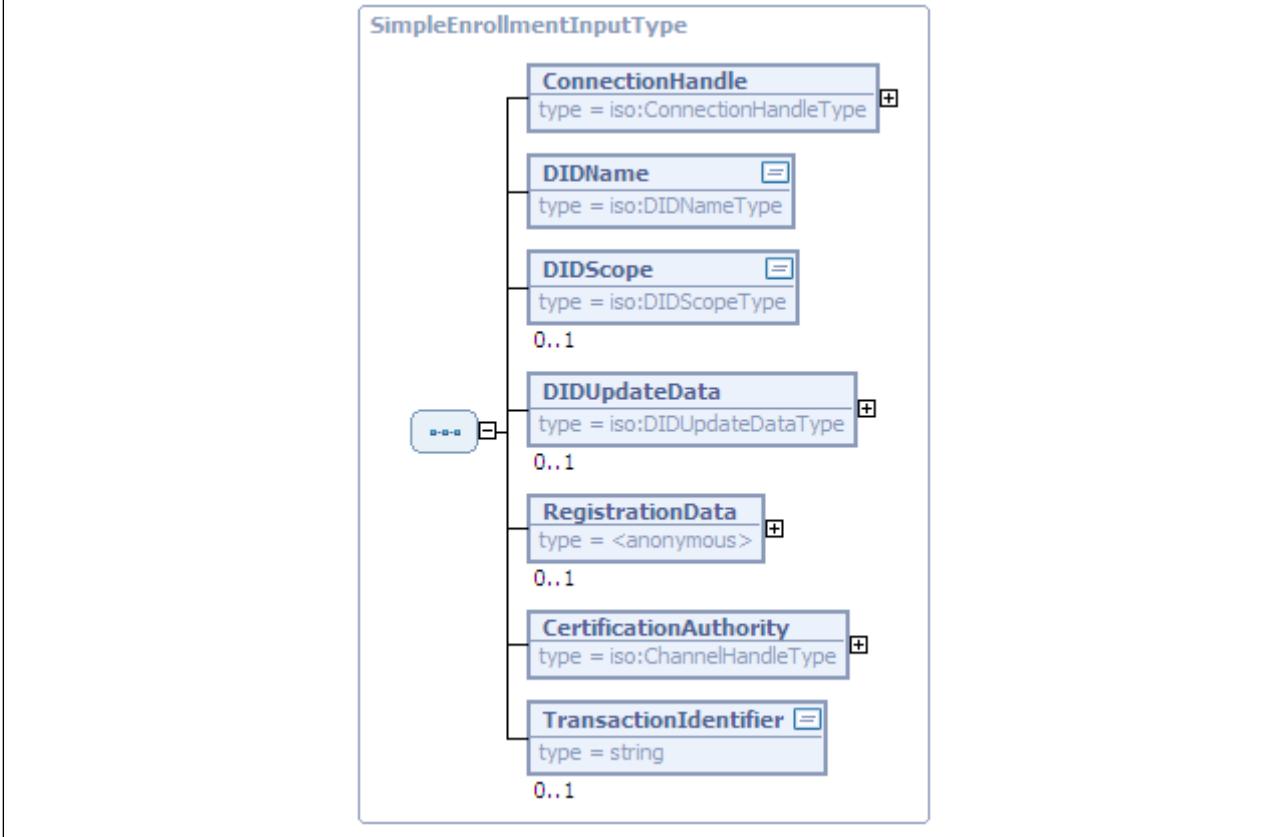 SimpleEnrollmentInputType
ConnectionHandle
type = iso:ConnectionHandleType
DIDName
type = iso:DIDNameType
DIDScope
type = iso:DIDScopeType
0..1
DIDUpdateData
type = iso:DIDUpdateDataType
0..1
RegistrationData
type = <anonymous>
0..1
CertificationAuthority
type = iso:ChannelHandleType
TransactionIdentifier
type = string
0..1